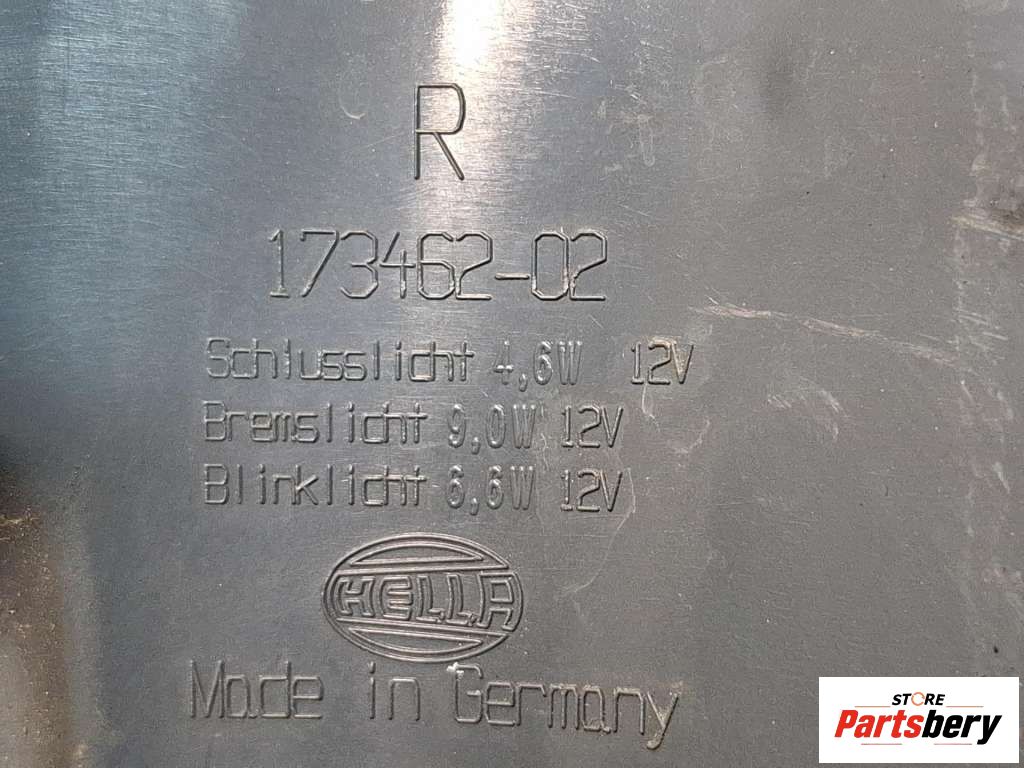 R
173462-02
Schlusslicht 4,6W 12V
Bremslicht 9,0W 12V
Blinklicht 6,6W 12V
HELLA
Made in Germany
STORE
Partsbery